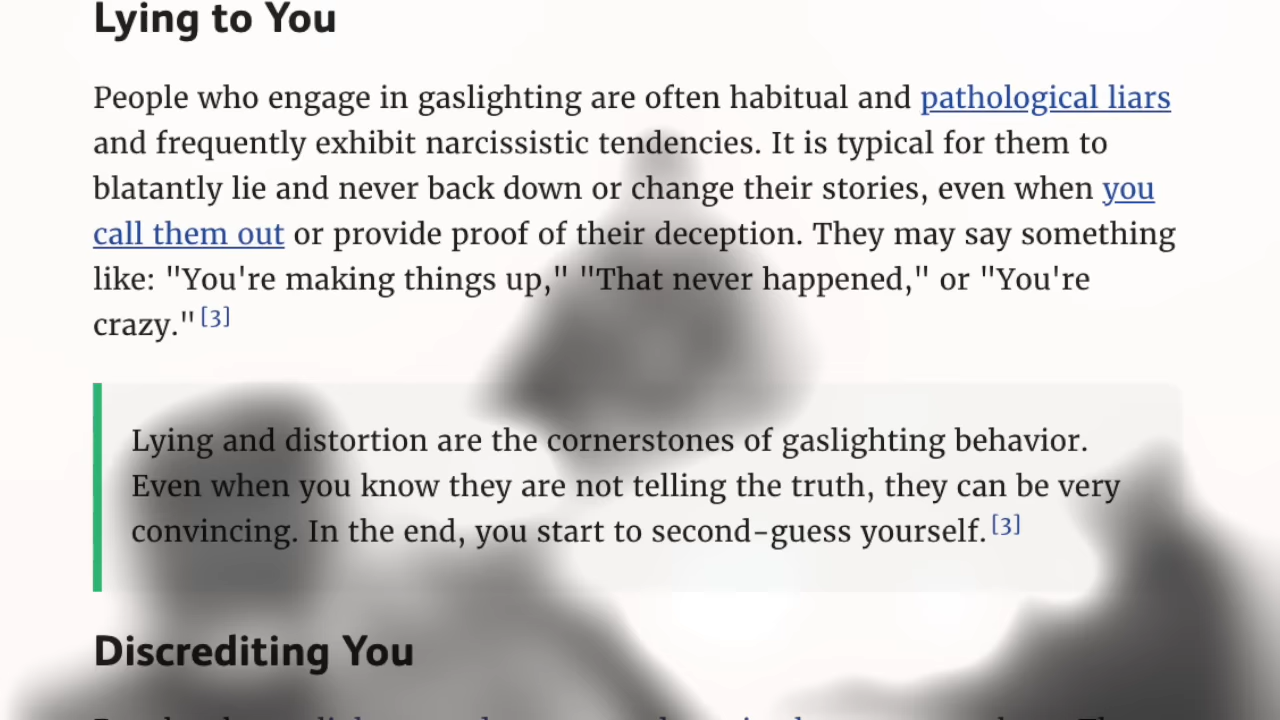 Lying to You
People who engage in gaslighting are often habitual and pathological liars
and frequently exhibit narcissistic tendencies. It is typical for them to
blatantly lie and never back down or change their stories, even when you
call them out or provide proof of their deception. They may say something
like: "You're making things up," "That never happened," or "You're
crazy." [3]
Lying and distortion are the cornerstones of gaslighting behavior.
Even when you know they are not telling the truth, they can be very
convincing. In the end, you start to second-guess yourself. [3]
Discrediting You